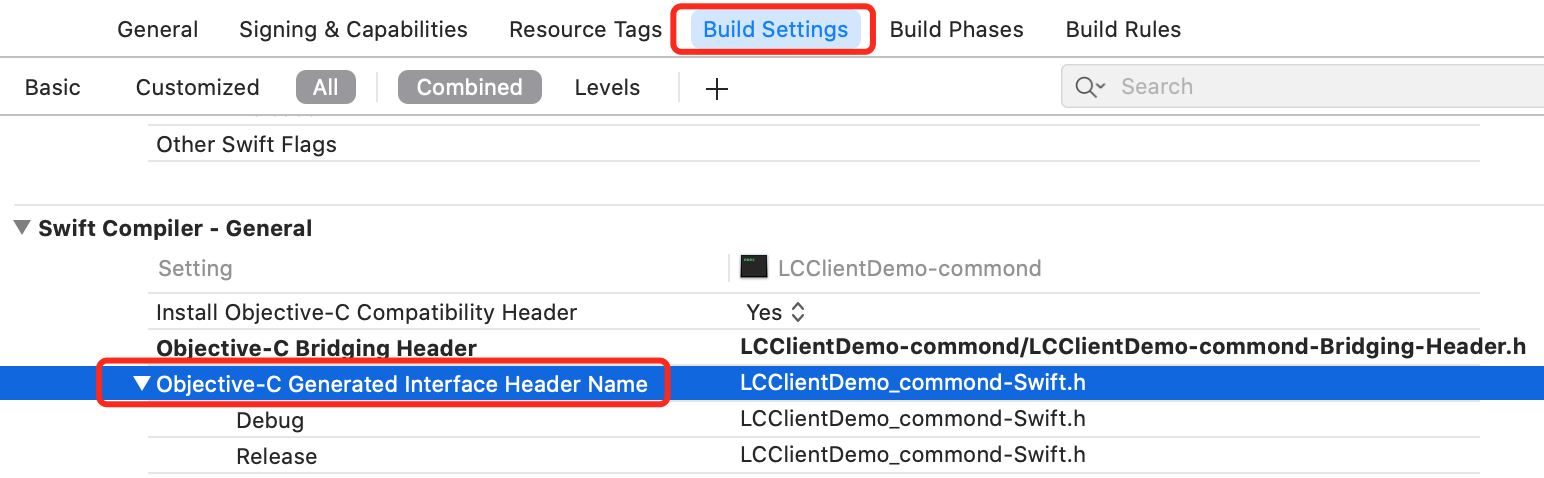 General Signing & Capabilities Resource Tags Build Settings Build Phases Build Rules
Basic Customized All Combined Levels + Search
Other Swift Flags
Swift Compiler - General
Setting LCClientDemo-commond
Install Objective-C Compatibility Header Yes
Objective-C Bridging Header LCClientDemo-commond/LCClientDemo-commond-Bridging-Header.h
Objective-C Generated Interface Header Name LCClientDemo_commond-Swift.h
Debug LCClientDemo_commond-Swift.h
Release LCClientDemo_commond-Swift.h